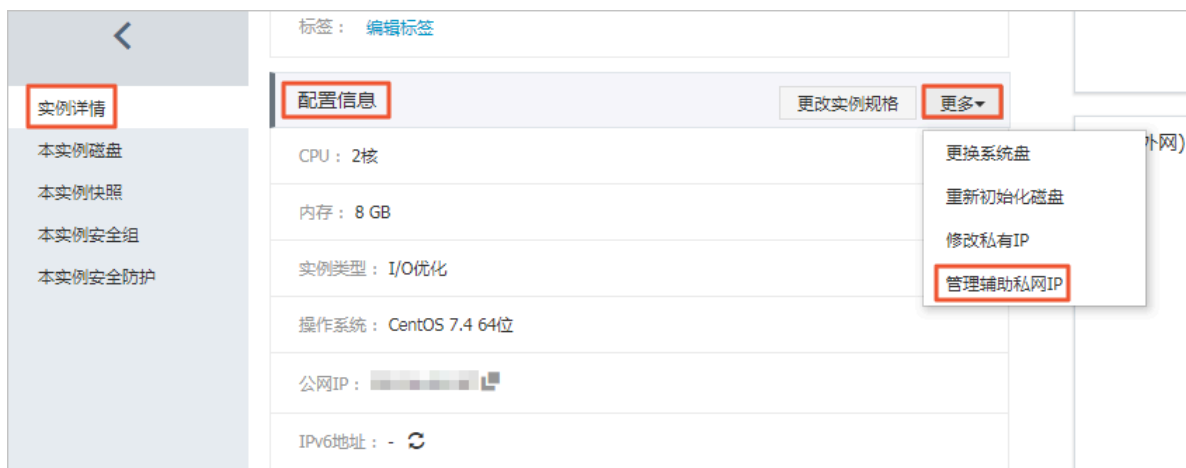 标签： 编辑标签
实例详情
本实例磁盘
本实例快照
本实例安全组
本实例安全防护
配置信息 更改实例规格 更多
CPU： 2核
内存： 8 GB
实例类型： I/O优化
操作系统： CentOS 7.4 64位
公网IP：
IPv6地址： -
更换系统盘
重新初始化磁盘
修改私有IP
管理辅助私网IP
外网)